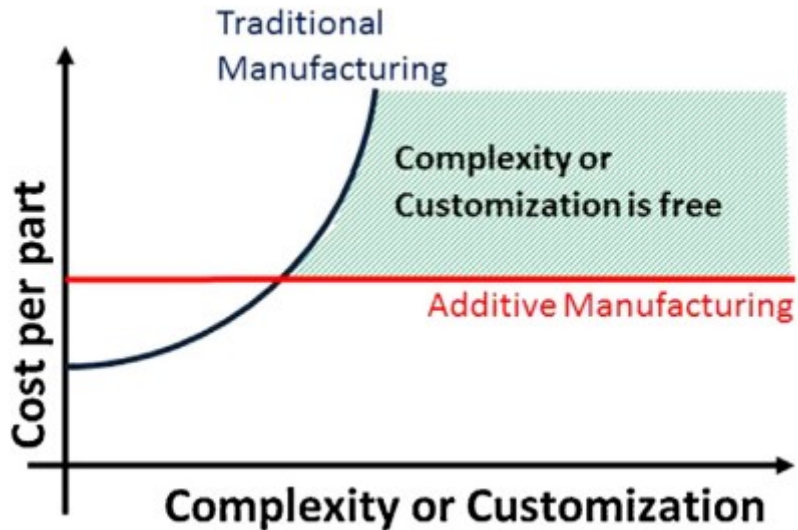 Traditional
Manufacturing
Complexity or
Customization is free
Additive Manufacturing
Cost per part
Complexity or Customization